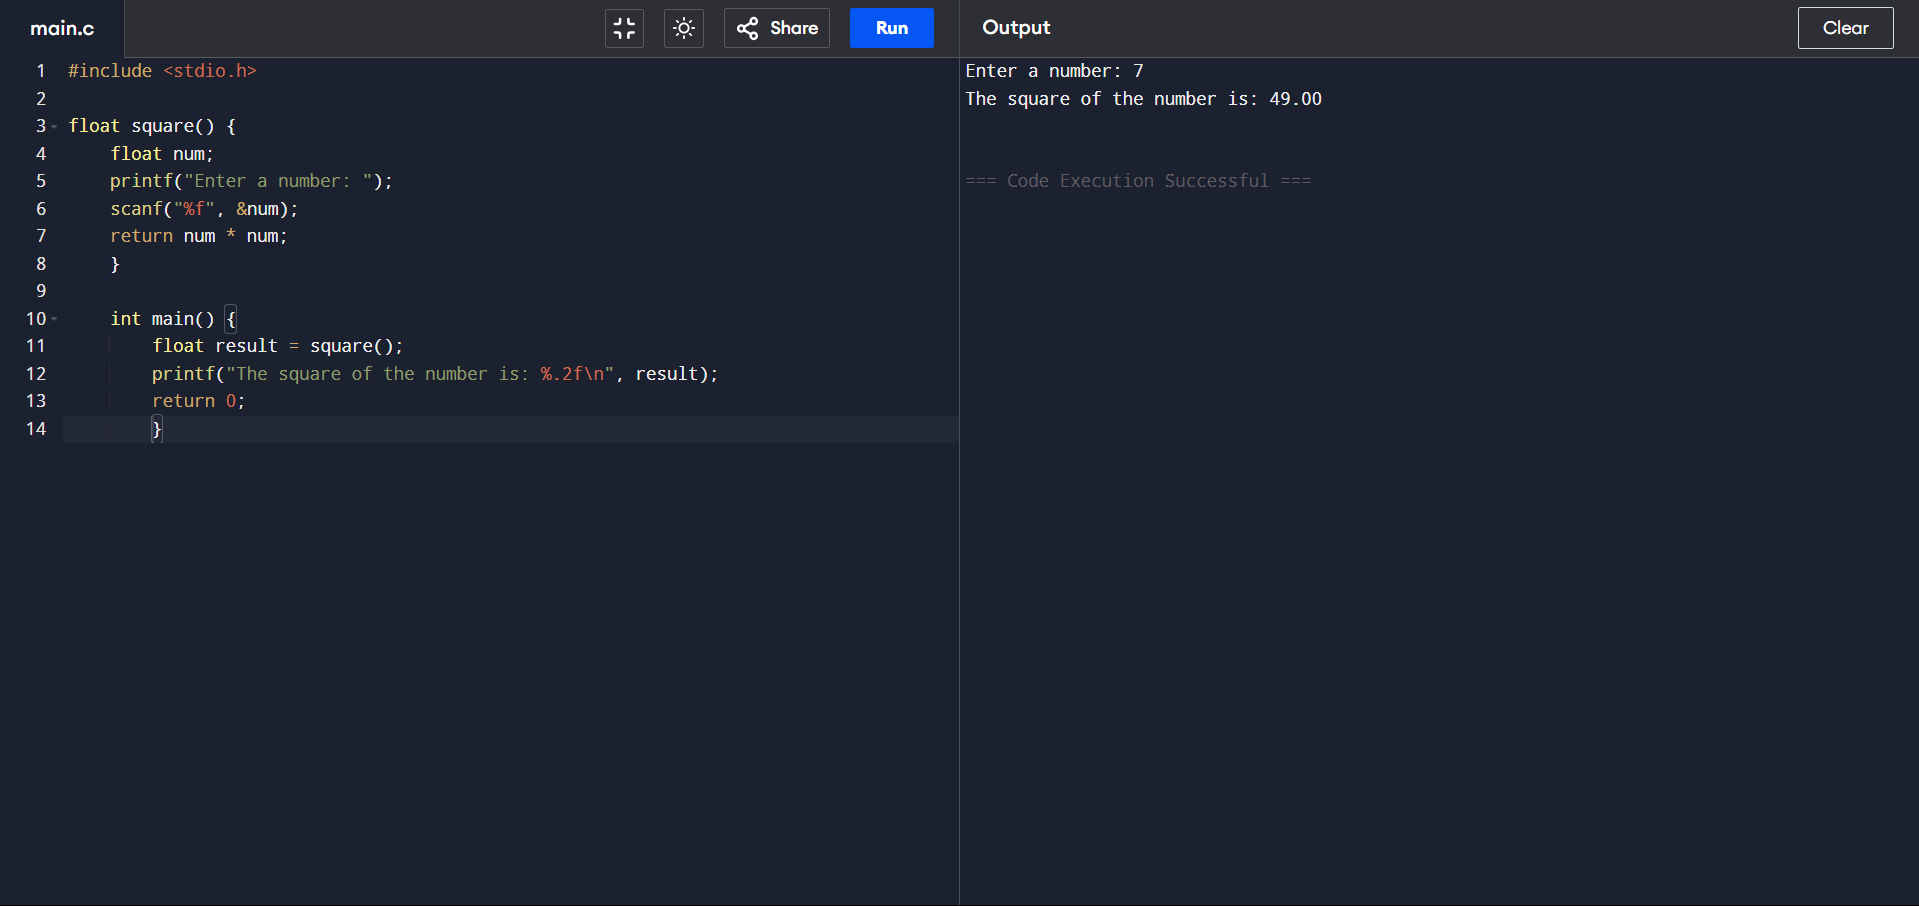 main.c
Share
Run
Output
Clear
1 #include <stdio.h>
2
3 float square() {
4     float num;
5     printf("Enter a number: ");
6     scanf("%f", &num);
7     return num * num;
8     }
9
10     int main() {
11         float result = square();
12         printf("The square of the number is: %.2f\n", result);
13         return 0;
14         }
Enter a number: 7
The square of the number is: 49.00
=== Code Execution Successful ===